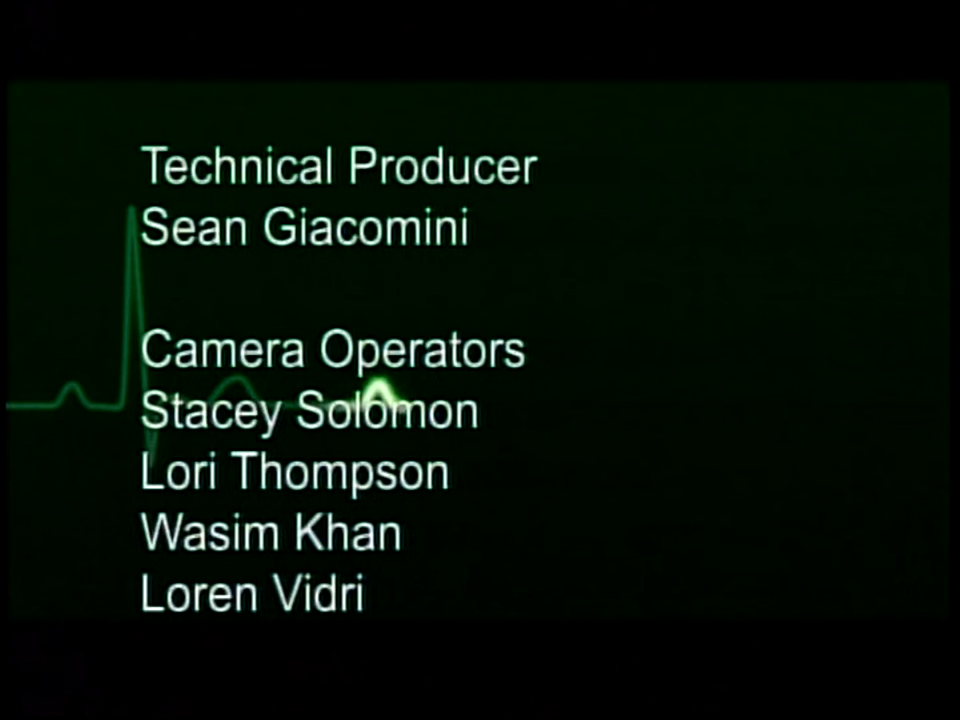 Technical Producer
Sean Giacomini
Camera Operators
Stacey Solomon
Lori Thompson
Wasim Khan
Loren Vidri